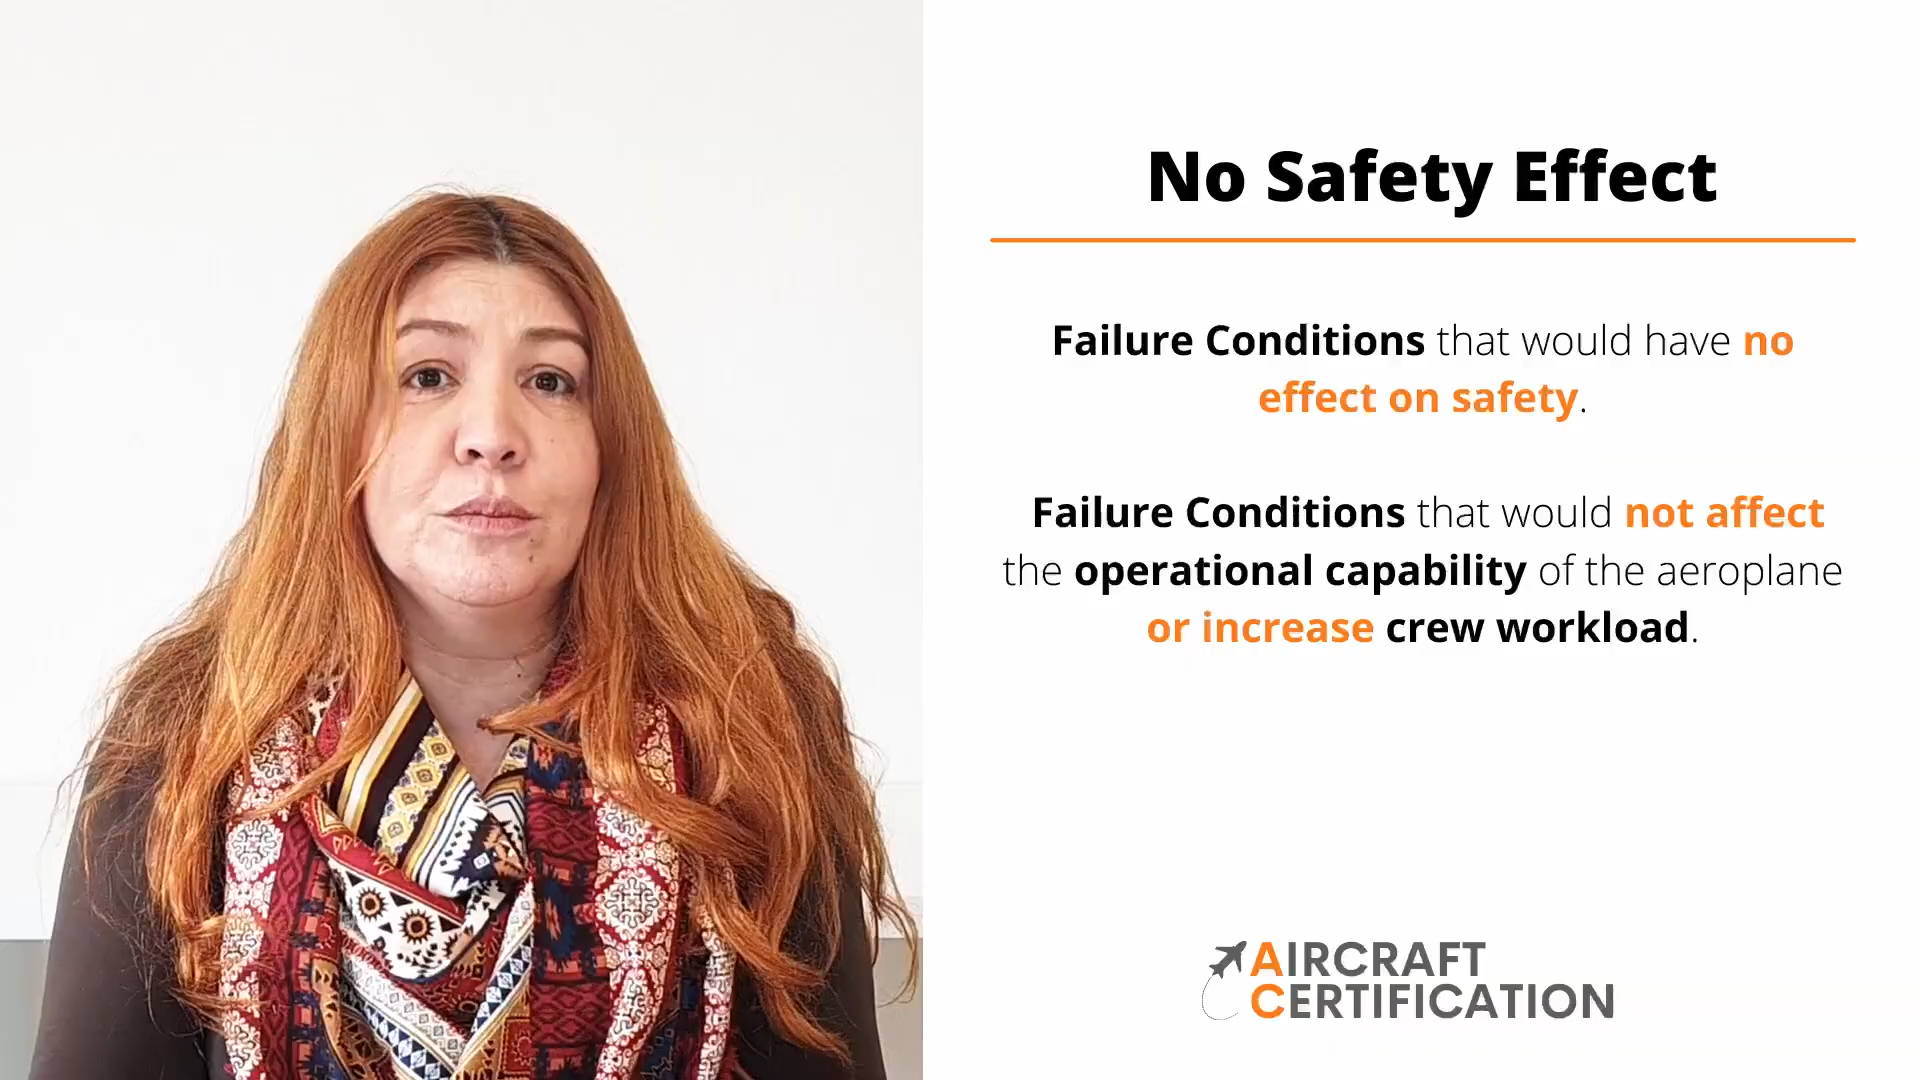 No Safety Effect
Failure Conditions that would have no
effect on safety.
Failure Conditions that would not affect
the operational capability of the aeroplane
or increase crew workload.
AIRCRAFT
CERTIFICATION